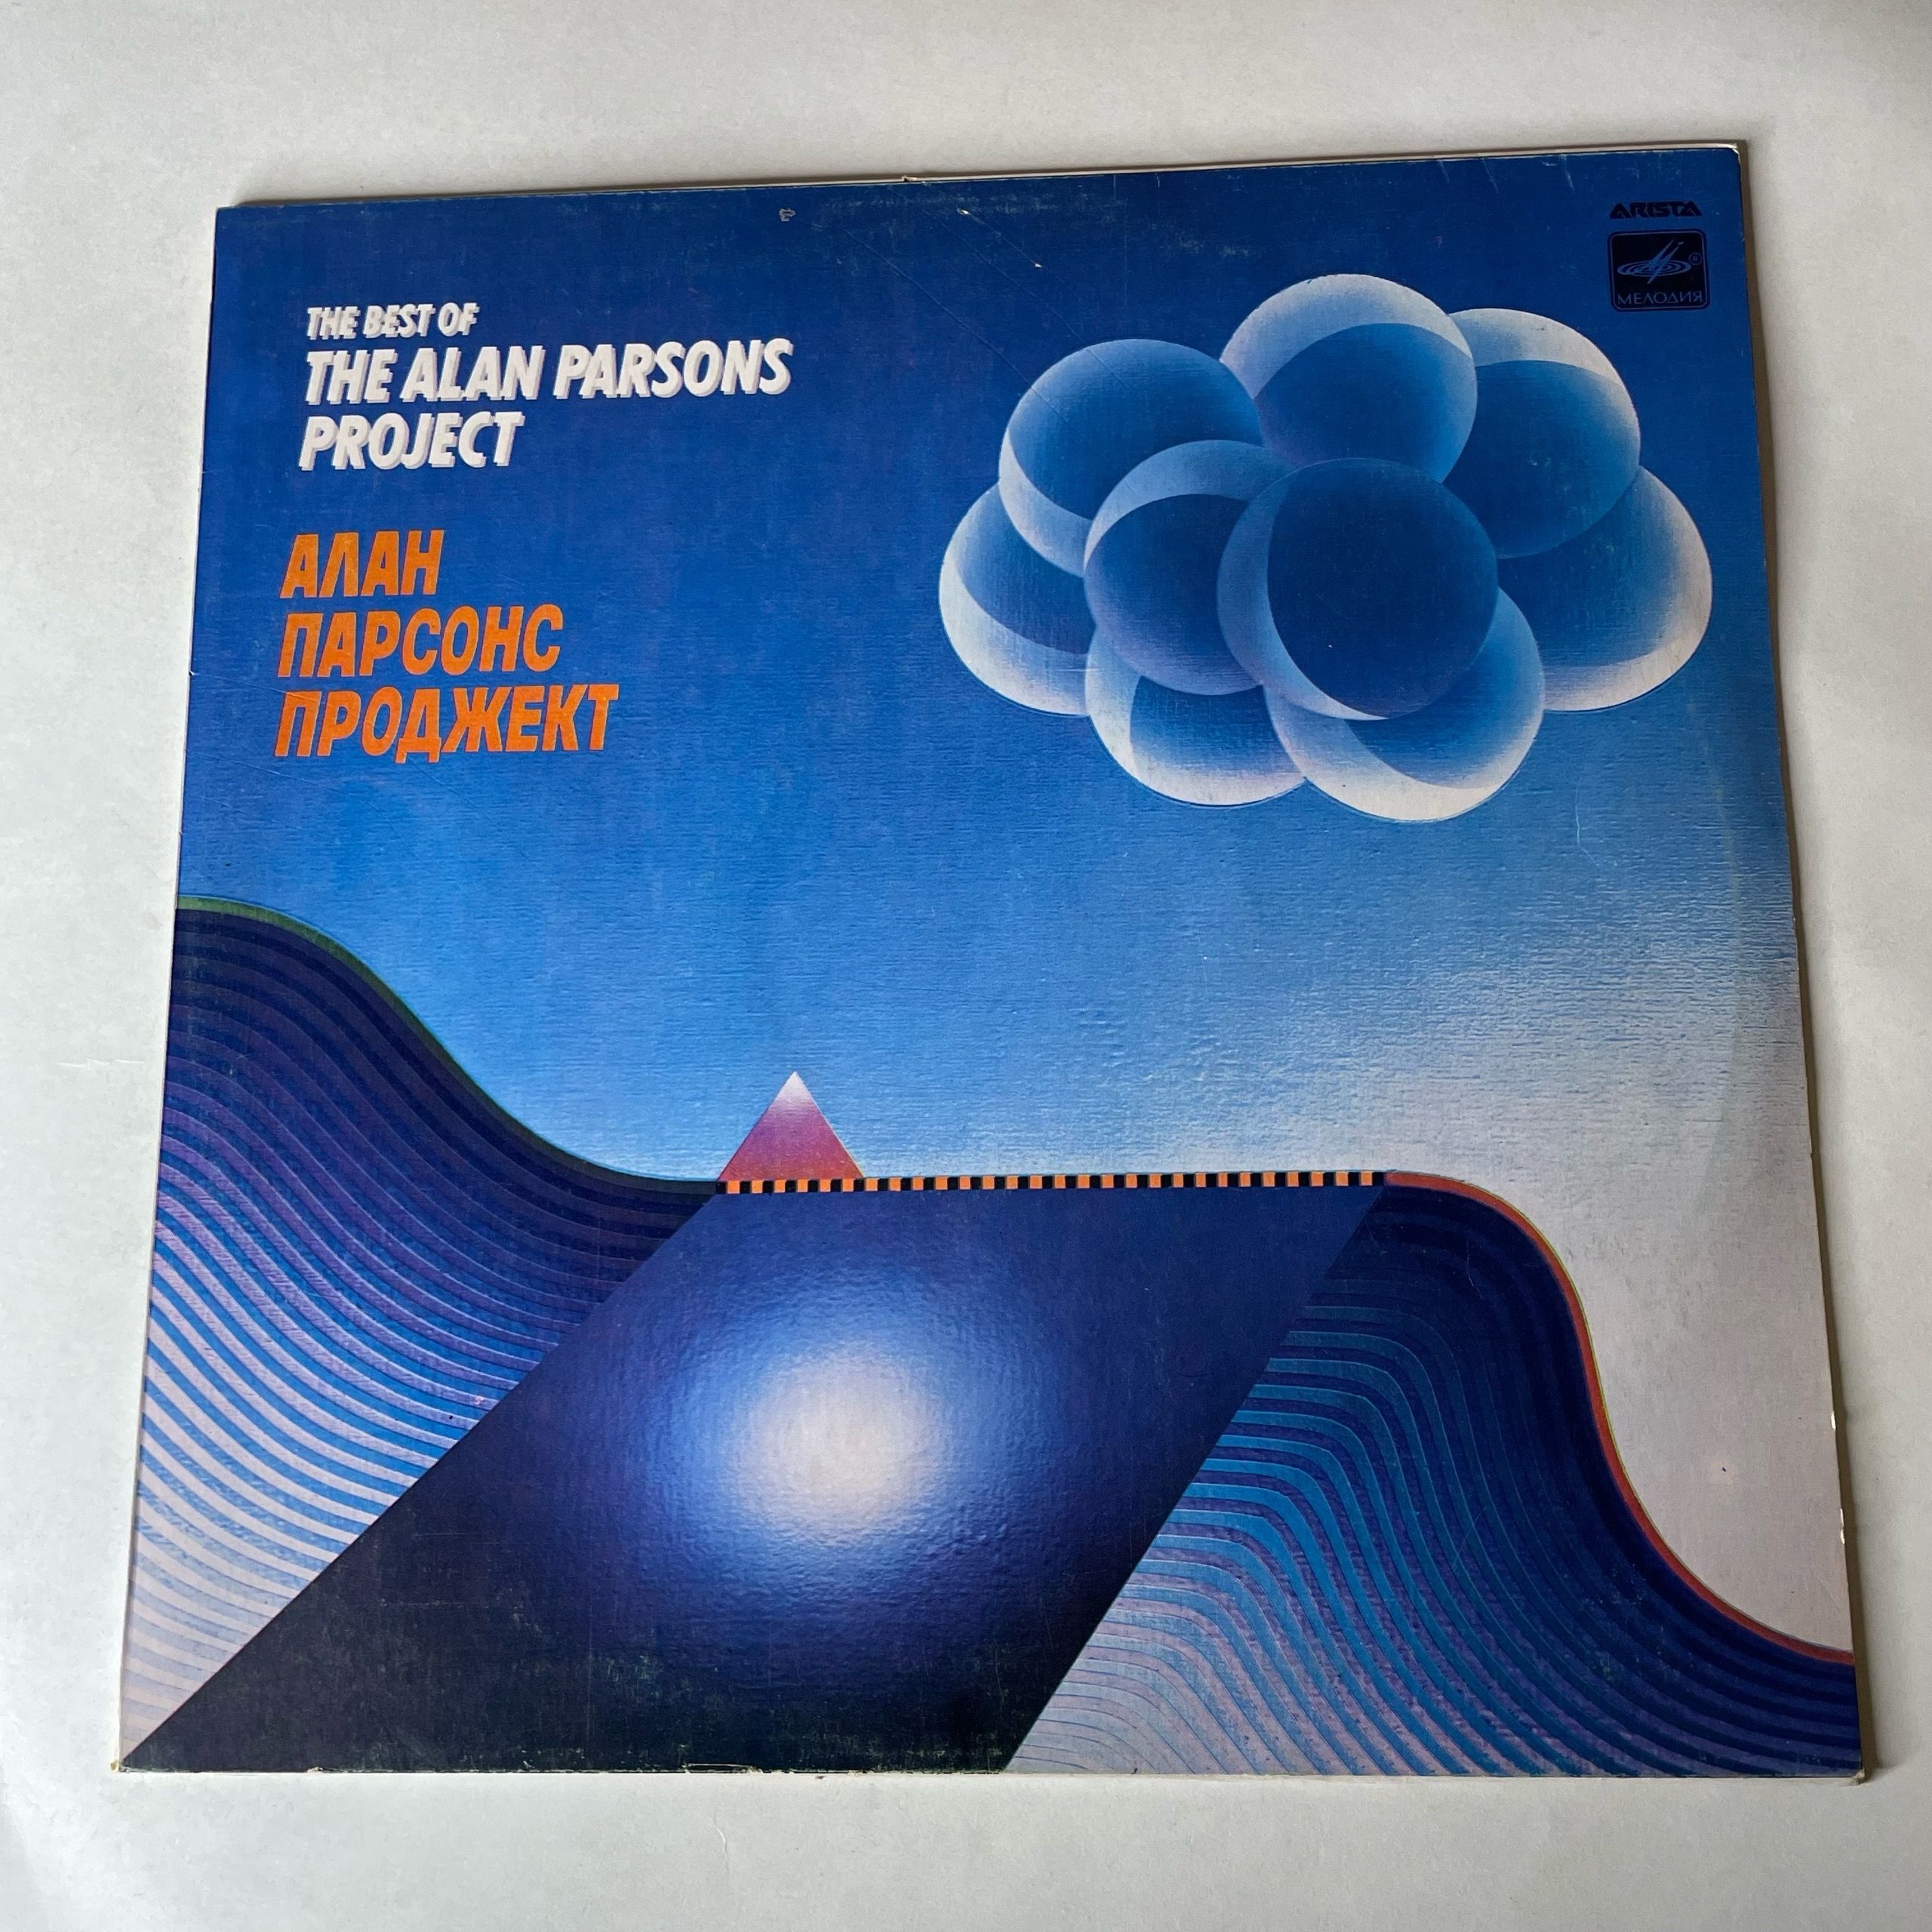 THE BEST OF
THE ALAN PARSONS
PROJECT
АЛАН
ПАРСОНС
ПРОДЖЕКТ
ARISTA
®
МЕЛОДИЯ